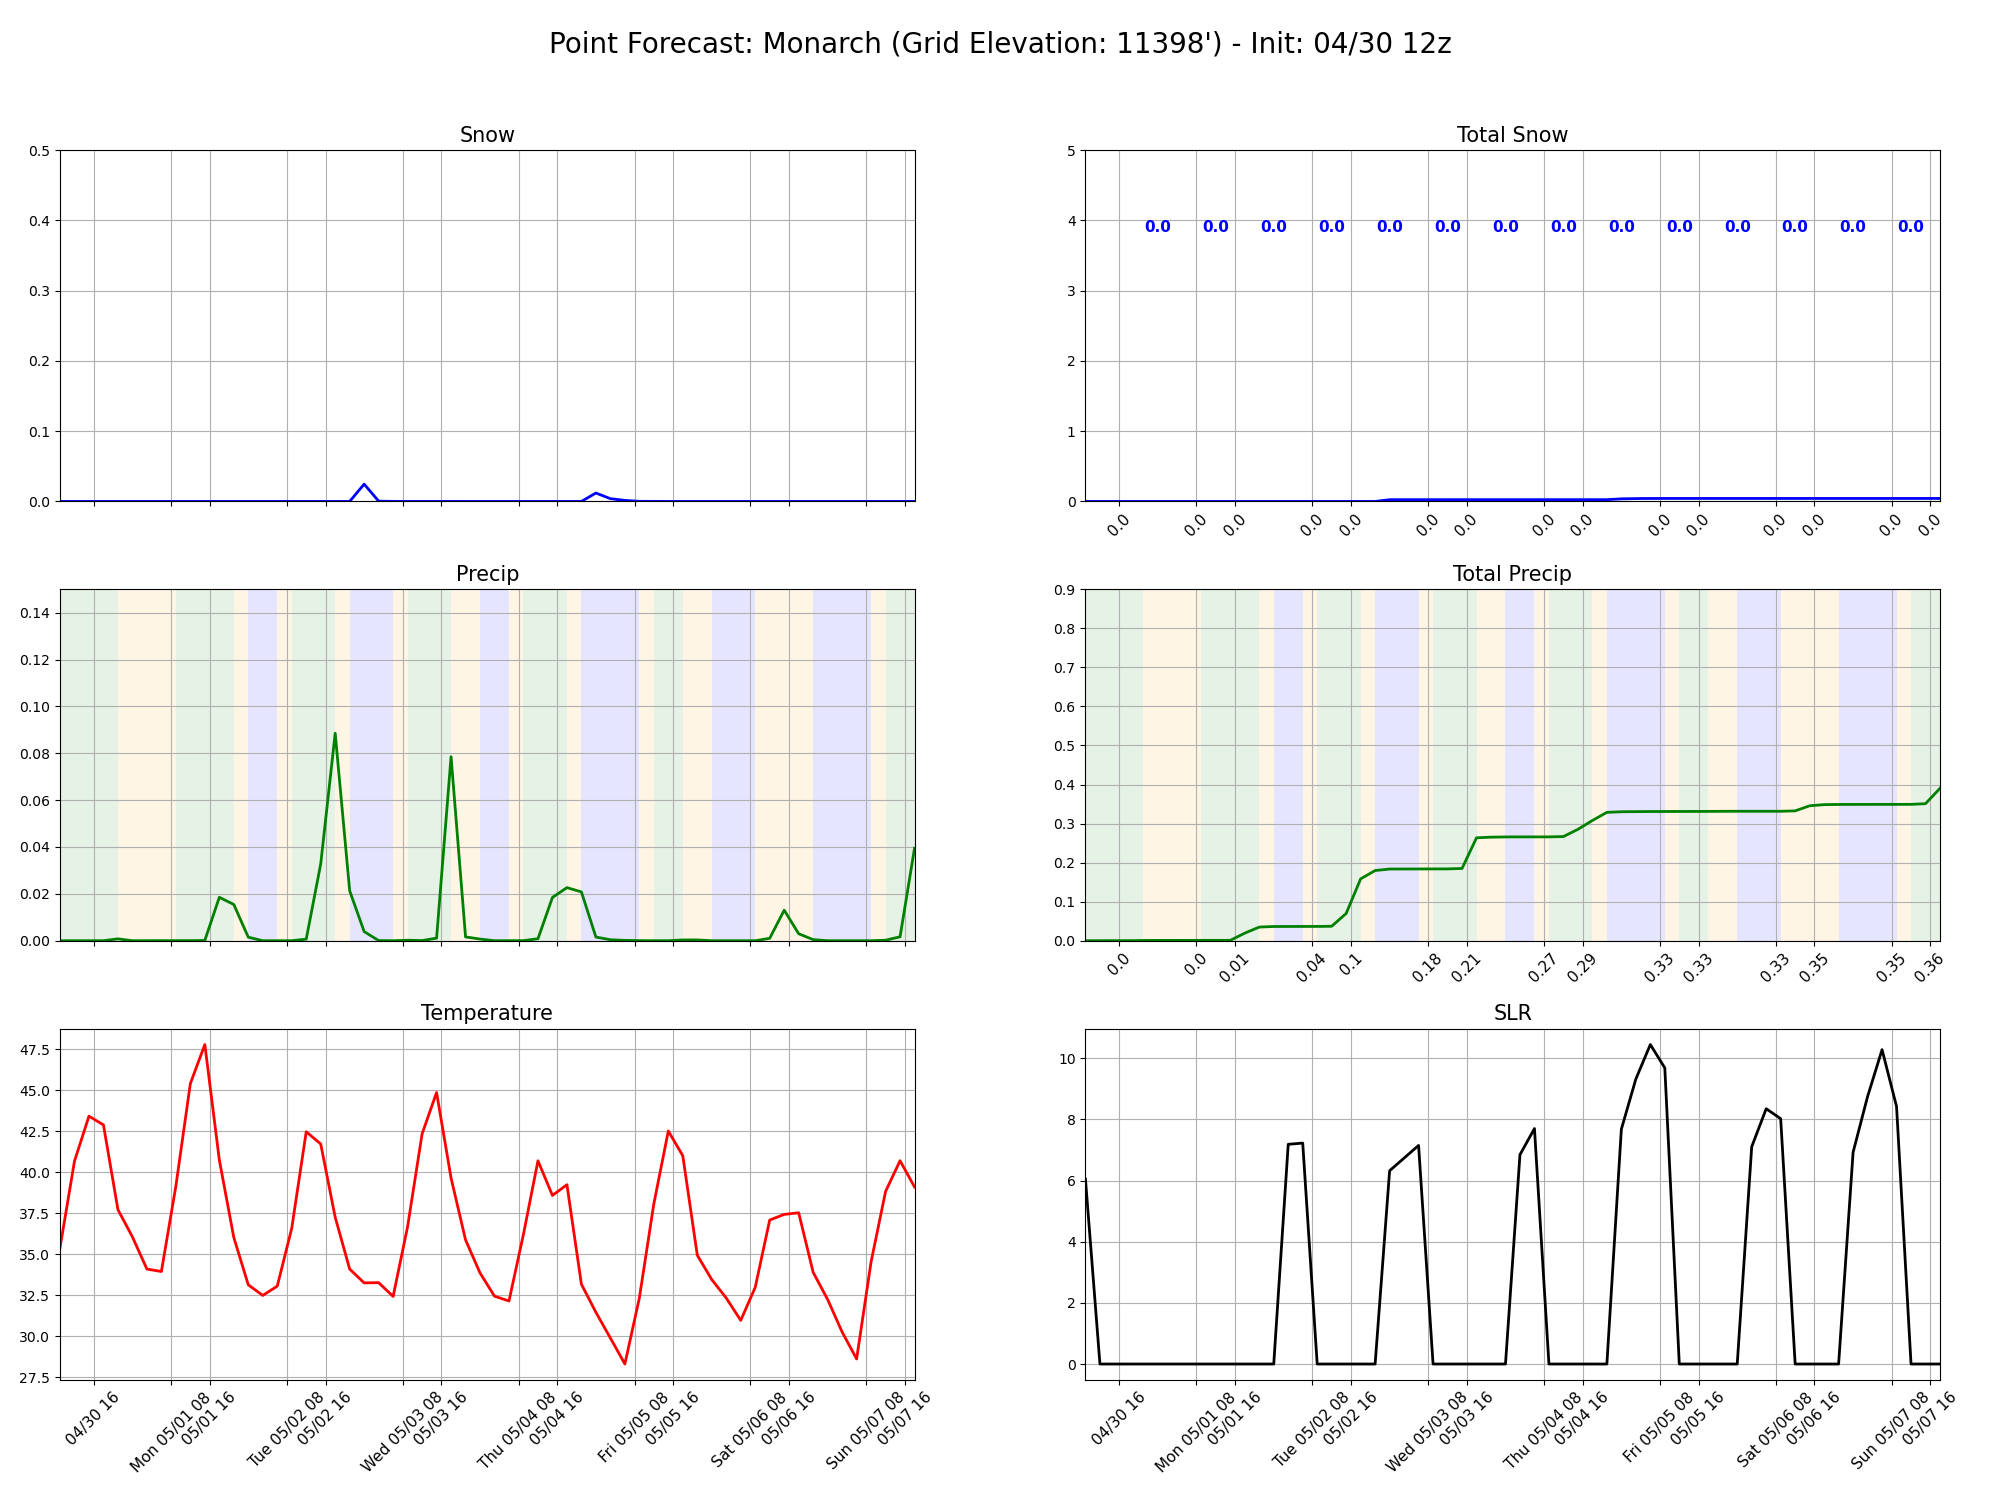 Point Forecast: Monarch (Grid Elevation: 11398') - Init: 04/30 12z
Snow
0.5
0.4
0.3
0.2
0.1
0.0
Total Snow
5
4
3
2
1
0
0.0 0.0 0.0 0.0 0.0 0.0 0.0 0.0 0.0 0.0 0.0 0.0 0.0 0.0
0.0 0.0 0.0 0.0 0.0 0.0 0.0 0.0 0.0 0.0 0.0 0.0 0.0 0.0 0.0
Precip
0.14
0.12
0.10
0.08
0.06
0.04
0.02
0.00
Total Precip
0.9
0.8
0.7
0.6
0.5
0.4
0.3
0.2
0.1
0.0
0.0 0.0 0.01 0.04 0.1 0.18 0.21 0.27 0.29 0.33 0.33 0.33 0.35 0.35 0.36
Temperature
47.5
45.0
42.5
40.0
37.5
35.0
32.5
30.0
27.5
04/30 16
Mon 05/01 08
05/01 16
Tue 05/02 08
05/02 16
Wed 05/03 08
05/03 16
Thu 05/04 08
05/04 16
Fri 05/05 08
05/05 16
Sat 05/06 08
05/06 16
Sun 05/07 08
05/07 16
SLR
10
8
6
4
2
0
04/30 16
Mon 05/01 08
05/01 16
Tue 05/02 08
05/02 16
Wed 05/03 08
05/03 16
Thu 05/04 08
05/04 16
Fri 05/05 08
05/05 16
Sat 05/06 08
05/06 16
Sun 05/07 08
05/07 16